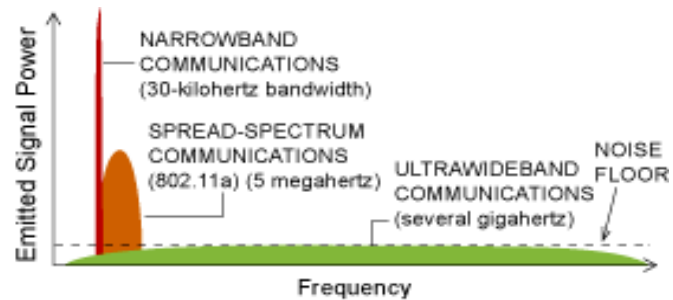 NARROWBAND
COMMUNICATIONS
(30-kilohertz bandwidth)
SPREAD-SPECTRUM
COMMUNICATIONS
(802.11a) (5 megahertz)
ULTRAWIDEBAND
COMMUNICATIONS
(several gigahertz)
NOISE
FLOOR
Emitted Signal Power
Frequency